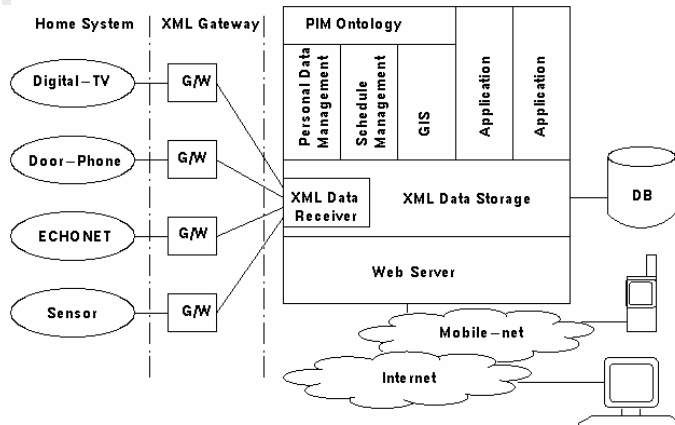 Home System
XML Gateway
PIM Ontology
Digital-TV
G/W
Door-Phone
G/W
ECHONET
G/W
Sensor
G/W
Personal Data
Management
Schedule
Management
GIS
Application
Application
XML Data
Receiver
XML Data Storage
DB
Web Server
Mobile-net
Internet